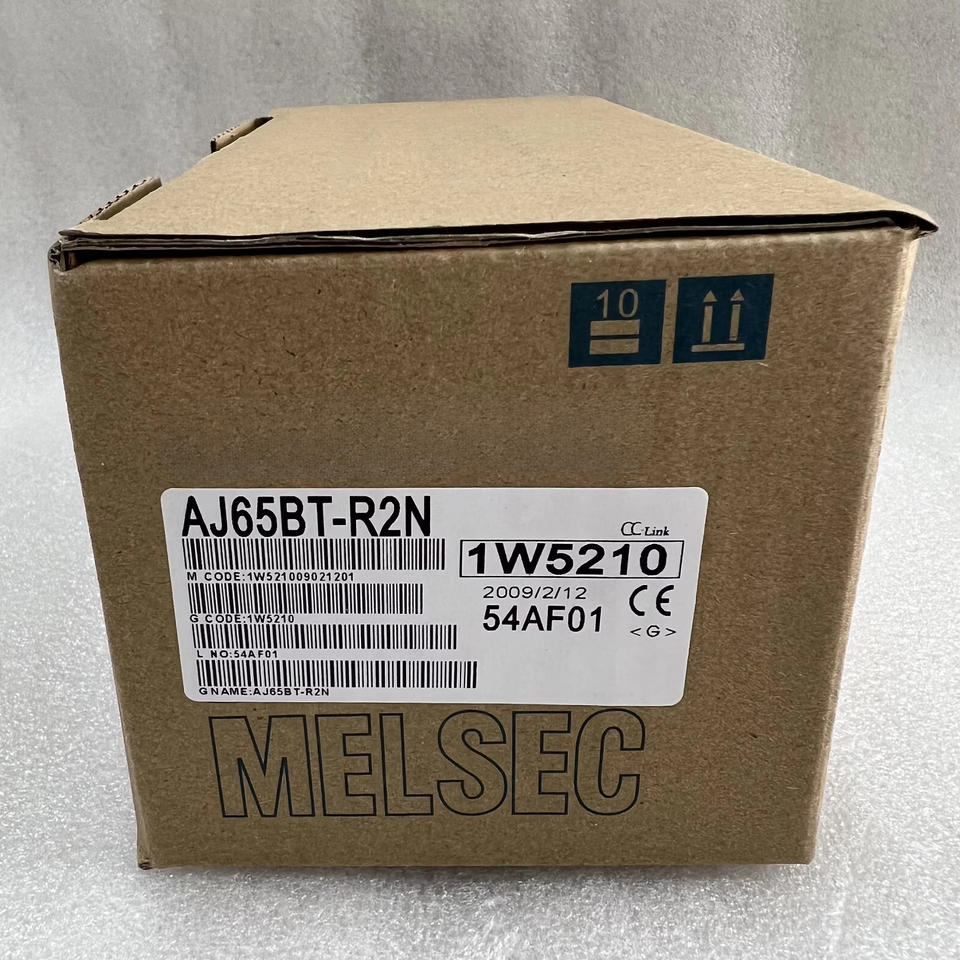 10
AJ65BT-R2N
CC-Link
1W5210
M CODE:1W521009021201
2009/2/12
CE
G CODE:1W5210
54AF01
<G>
L NO:54AF01
G NAME:AJ65BT-R2N
MELSEC